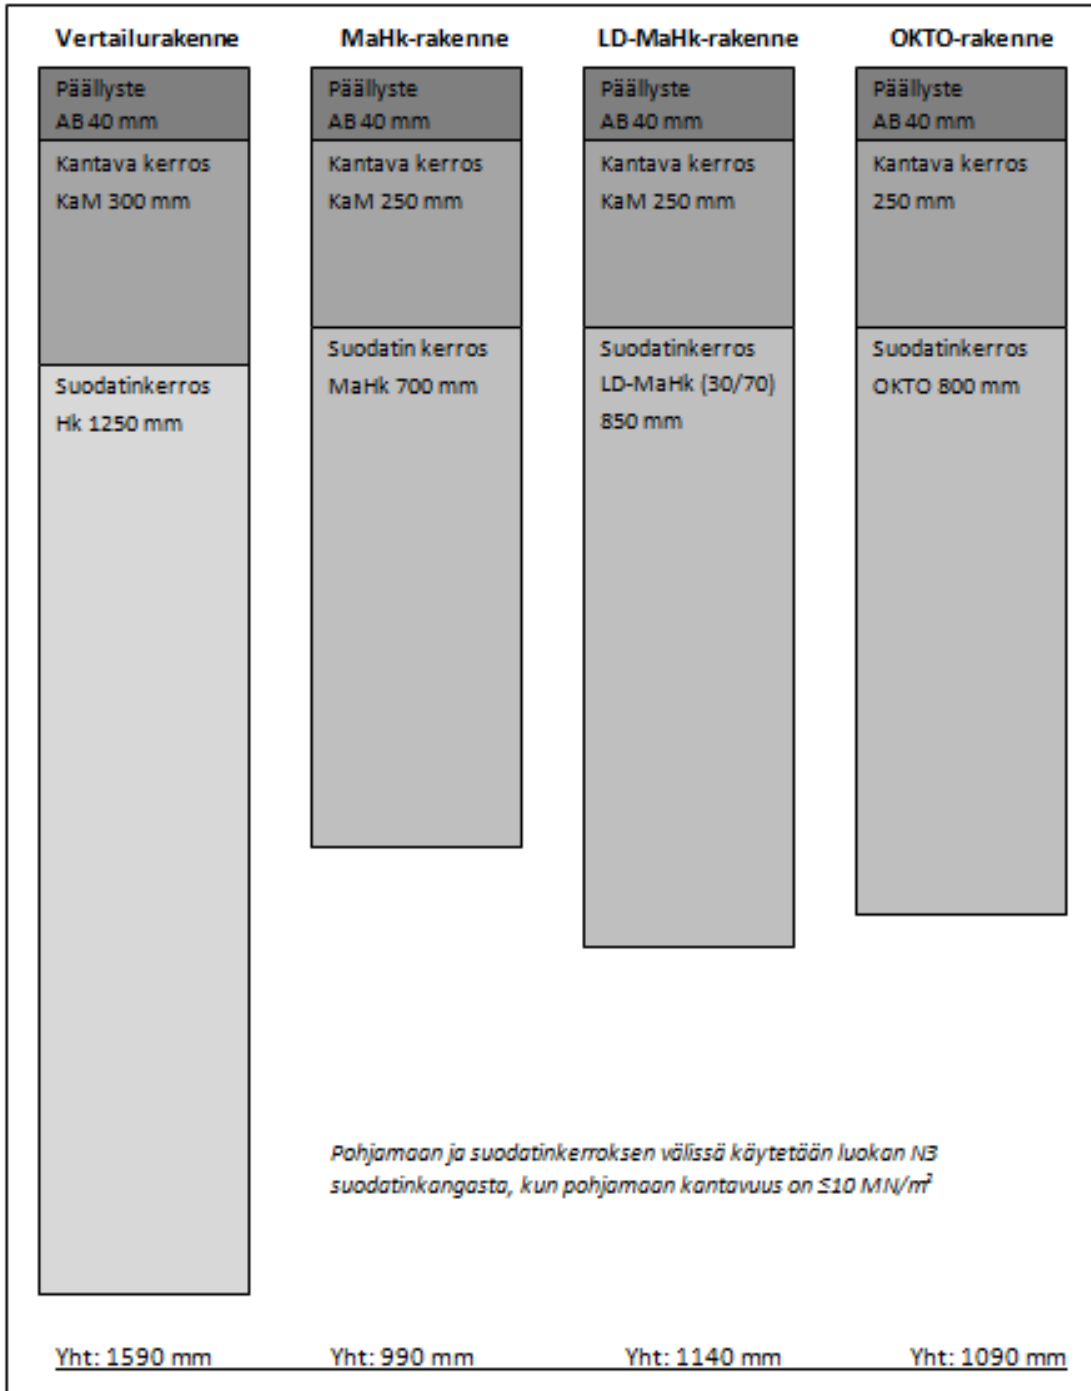 Vertailurakenne
Päällyste
AB 40 mm
Kantava kerros
KaM 300 mm
Suodatinkerros
Hk 1250 mm
Yht: 1590 mm
MaHk-rakenne
Päällyste
AB 40 mm
Kantava kerros
KaM 250 mm
Suodatin kerros
MaHk 700 mm
Yht: 990 mm
LD-MaHk-rakenne
Päällyste
AB 40 mm
Kantava kerros
KaM 250 mm
Suodatinkerros
LD-MaHk (30/70)
850 mm
Yht: 1140 mm
OKTO-rakenne
Päällyste
AB 40 mm
Kantava kerros
250 mm
Suodatinkerros
OKTO 800 mm
Yht: 1090 mm
Pohjamaan ja suodatinkerroksen välissä käytetään luokan N3
suodatinkangasta, kun pohjamaan kantavuus on ≤10 MN/m²